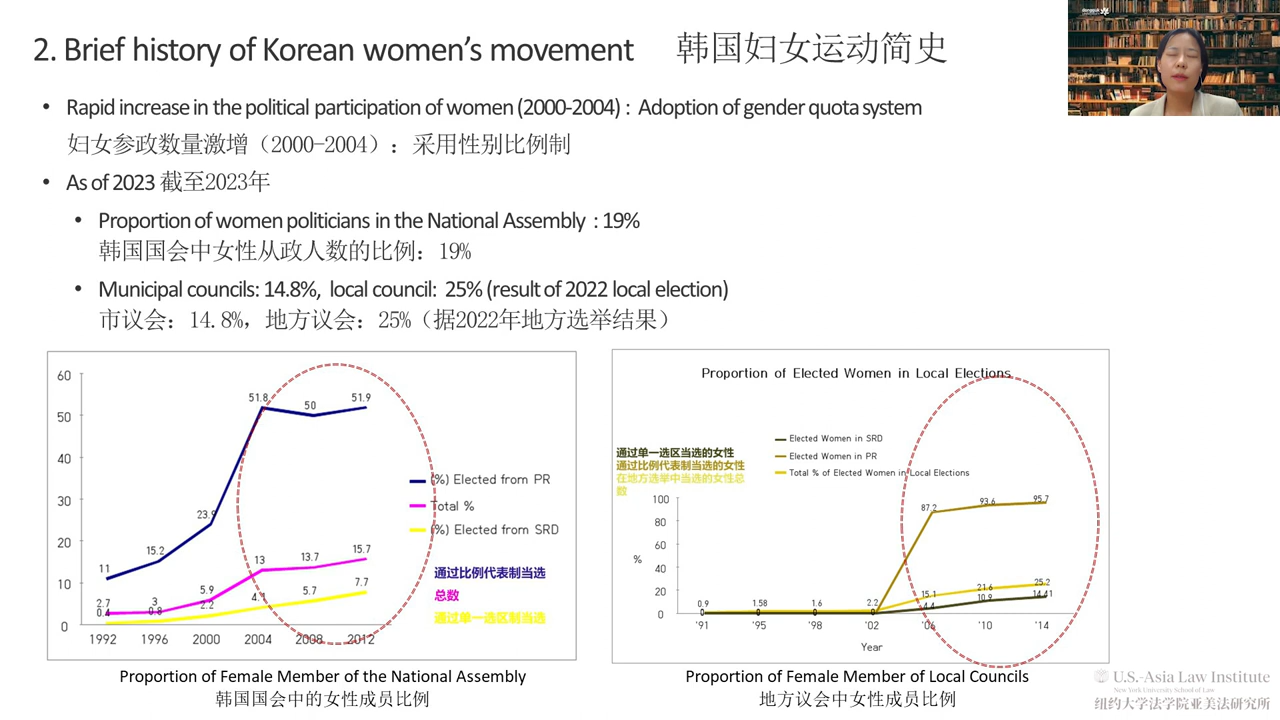 2. Brief history of Korean women's movement 韩国妇女运动简史
• Rapid increase in the political participation of women (2000-2004) : Adoption of gender quota system
妇女参政数量激增（2000-2004）：采用性别比例制
• As of 2023 截至2023年
• Proportion of women politicians in the National Assembly : 19%
韩国国会中女性从政人数的比例：19%
• Municipal councils: 14.8%, local council: 25% (result of 2022 local election)
市议会：14.8%，地方议会：25%（据2022年地方选举结果）
60
50
40
30
20
10
0
11
15.2
23.9
51.8
50
51.9
2.7
3
5.9
13
13.7
15.7
0.4
0.8
2.2
4.1
5.7
7.7
1992 1996 2000 2004 2008 2012
(%) Elected from PR
Total %
(%) Elected from SRD
通过比例代表制当选
总数
通过单一选区当选
Proportion of Female Member of the National Assembly
韩国国会中的女性成员比例
Proportion of Elected Women in Local Elections
Elected Women in SRD
Elected Women in PR
Total % of Elected Women in Local Elections
通过单一选区当选的女性
通过比例代表制当选的女性
在地方选举中当选的女性总
数
100
80
60
40
20
0
%
87.2
93.6
95.7
0.9
1.58
1.6
2.2
15.1
21.6
25.2
0
0
0
4.4
10.9
14.41
'91 '95 '98 '02 '06 '10 '14
Year
Proportion of Female Member of Local Councils
地方议会中女性成员比例
U.S.-Asia Law Institute
New York University School of Law
纽约大学法学院亚美法研究所